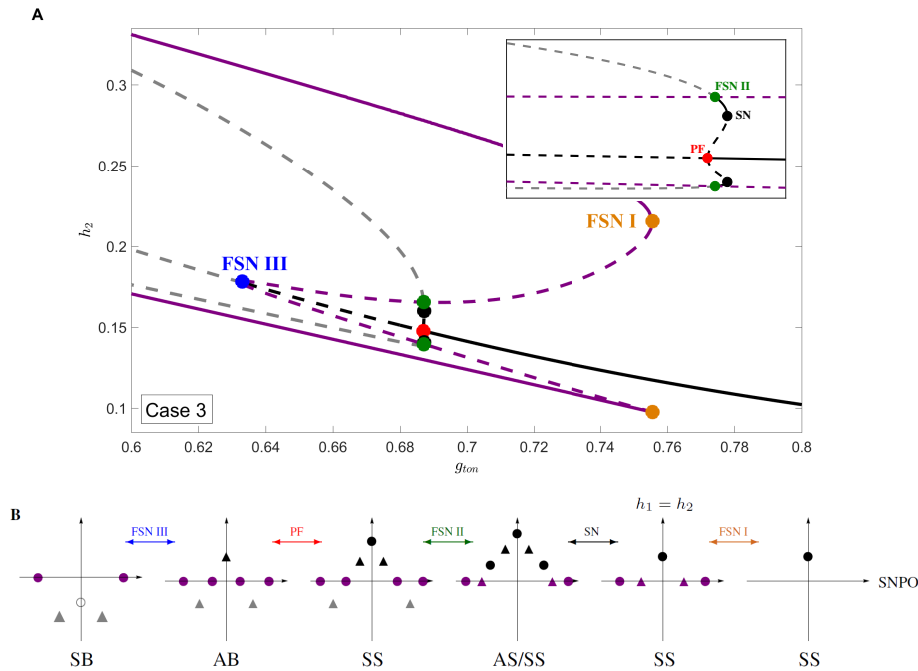 A
FSN II
SN
PF
0.3
0.25
0.2
0.15
0.1
h2
FSN I
FSN III
Case 3
0.6
0.62
0.64
0.66
0.68
0.7
0.72
0.74
0.76
0.78
0.8
gton
B
h1 = h2
FSN III
PF
FSN II
SN
FSN I
SNPO
SB
AB
SS
AS/SS
SS
SS